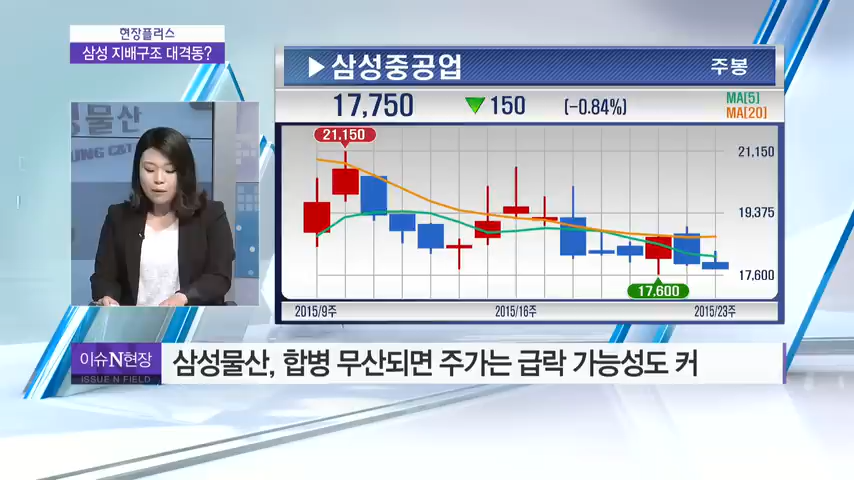 현장플러스
삼성 지배구조 대격동?
▶삼성중공업
주봉
17,750 ▼150 (-0.84%)
MA[5]
MA[20]
21,150
21,150
19,375
17,600
17,600
2015/9주 2015/16주 2015/23주
물산
UNG C&T
이슈N현장
ISSUE N FIELD
삼성물산, 합병 무산되면 주가는 급락 가능성도 커